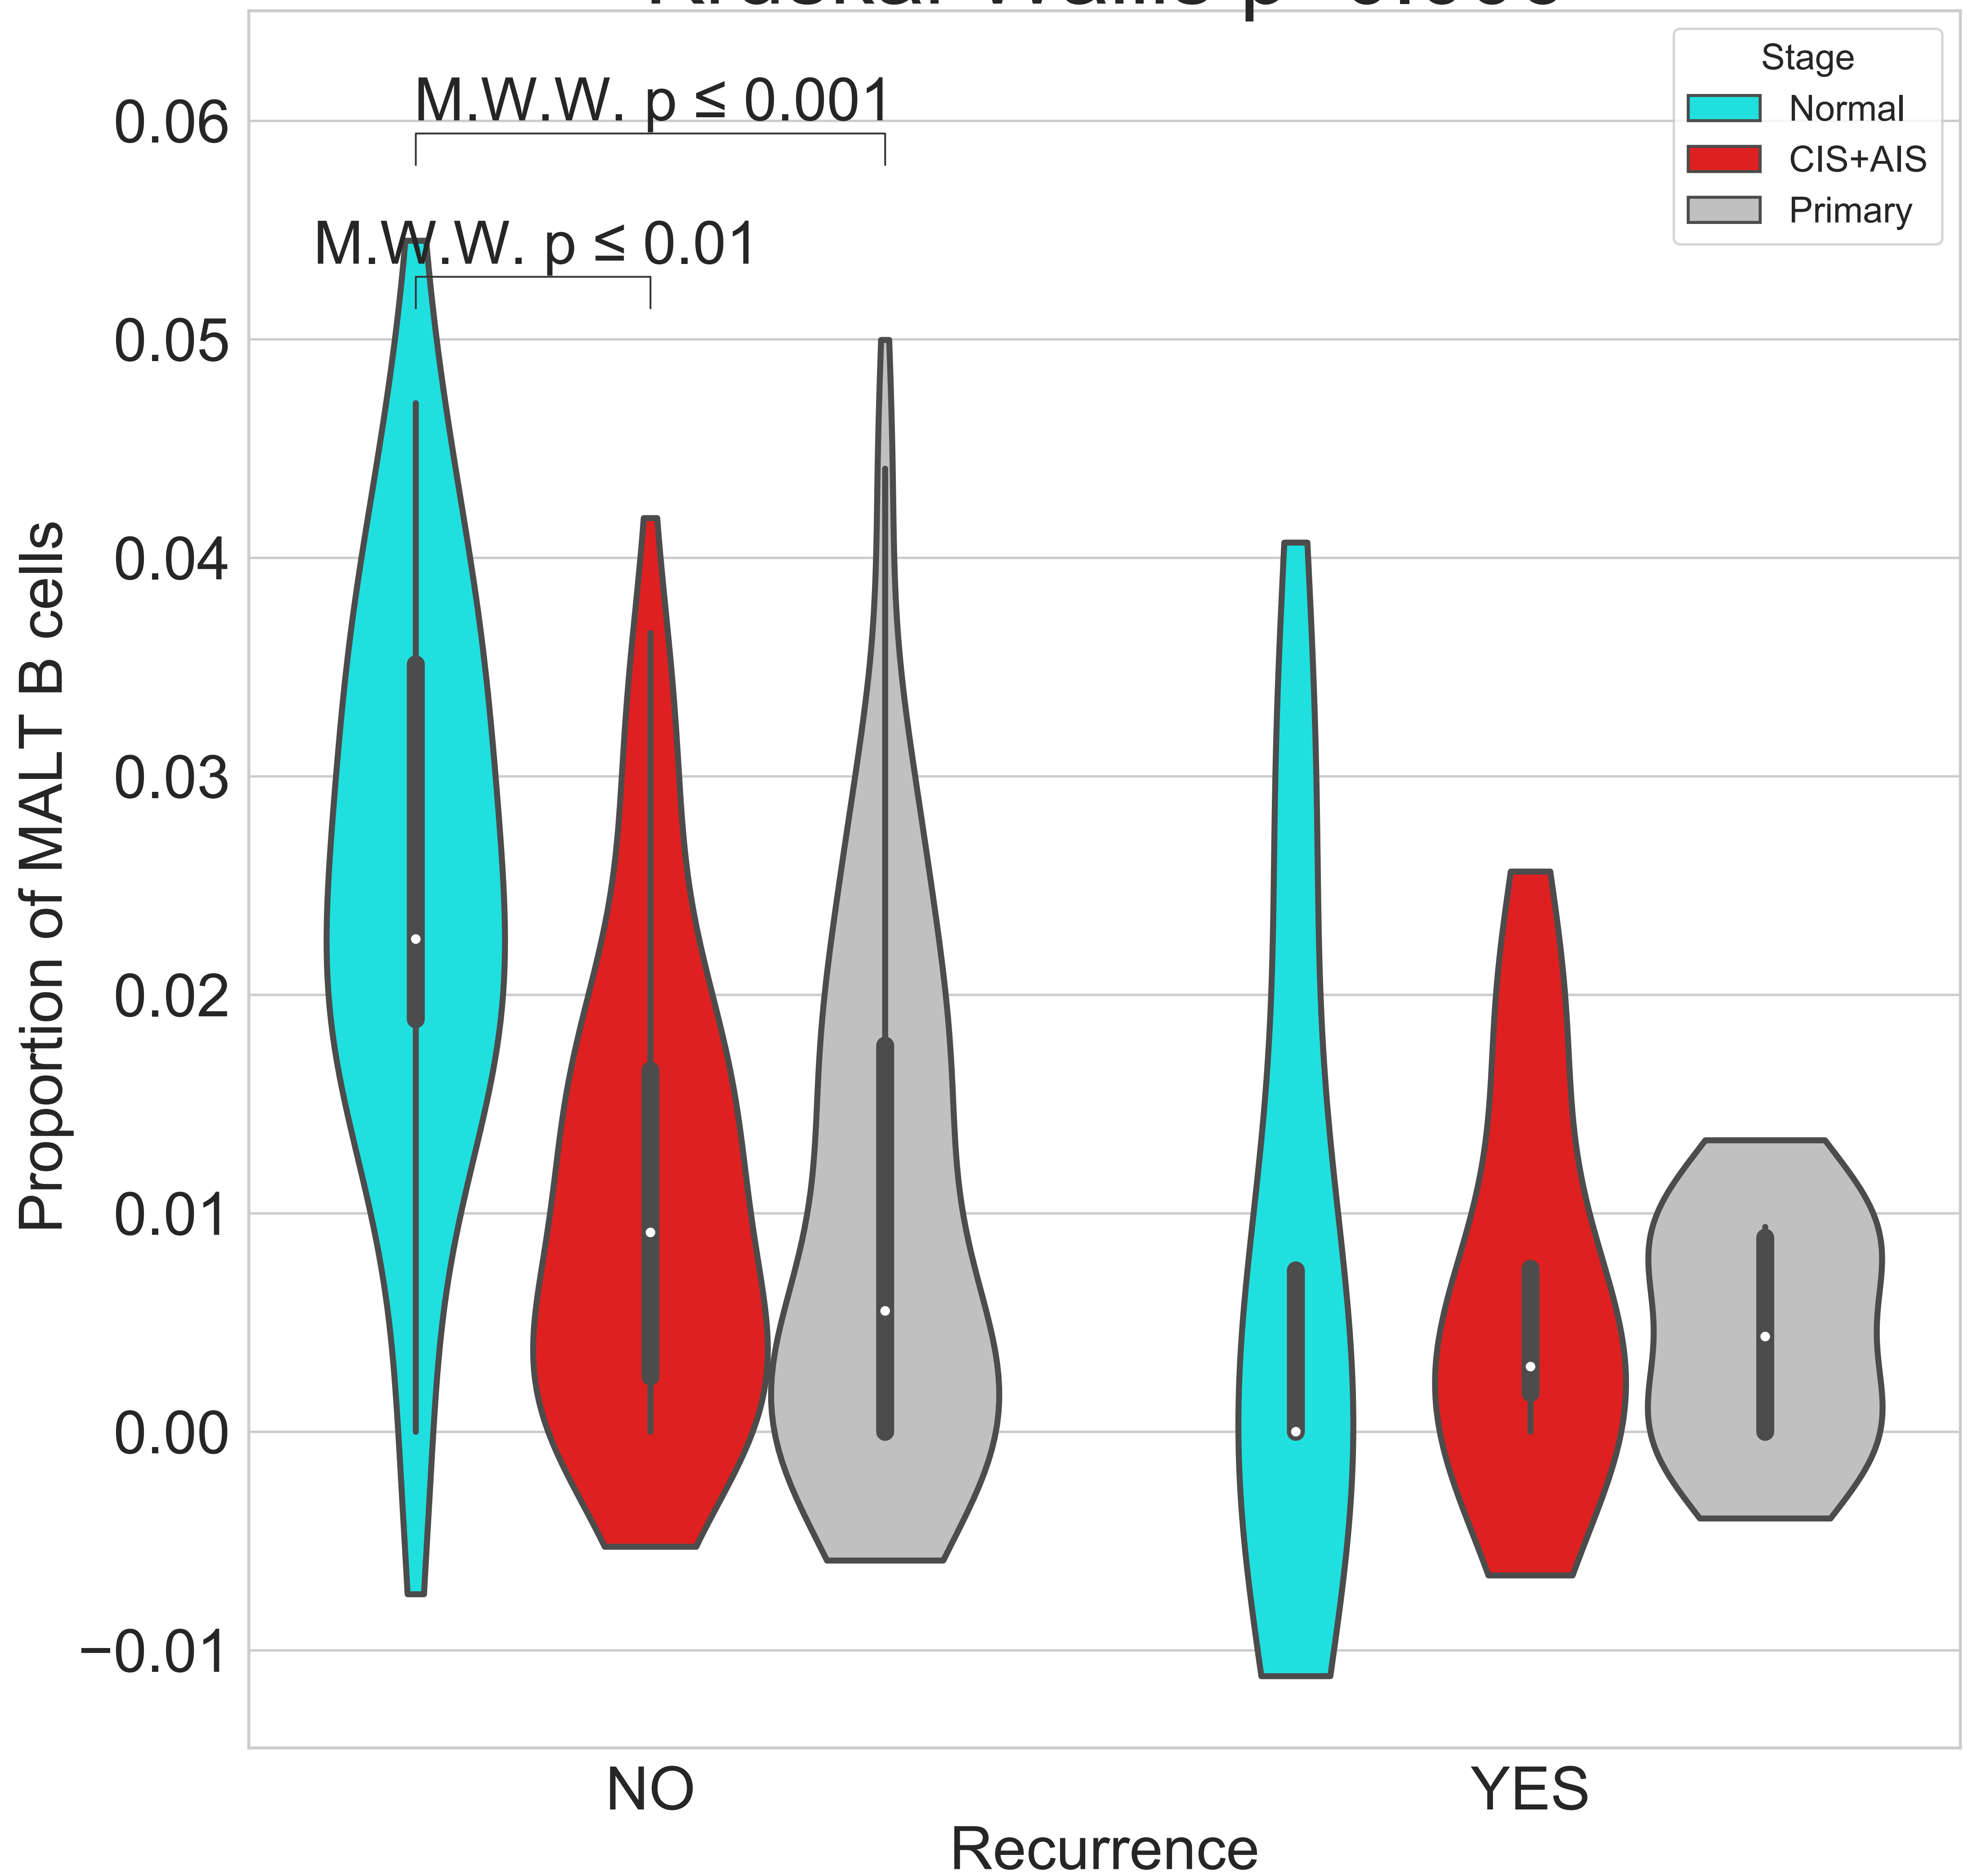 M.W.W. p ≤ 0.001
M.W.W. p ≤ 0.01
Stage
Normal
CIS+AIS
Primary
Proportion of MALT B cells
0.06
0.05
0.04
0.03
0.02
0.01
0.00
−0.01
NO
YES
Recurrence